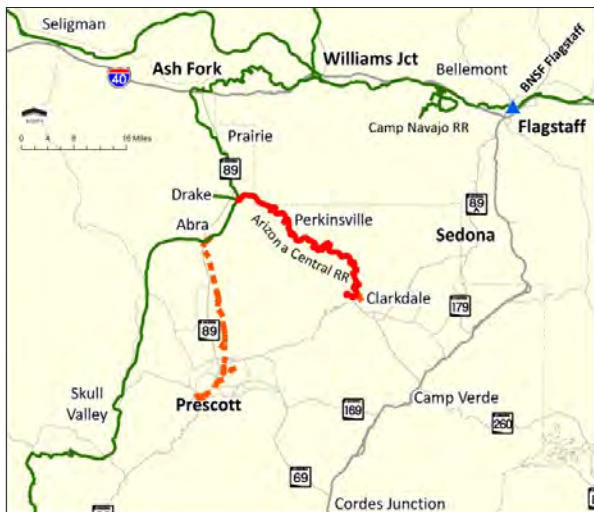 Seligman
Williams Jct
BNSF Flagstaff
Ash Fork
Bellemont
40
Camp Navajo RR
Flagstaff
0 4 8 16 Miles
Prairie
89
Drake
89
A
Perkinsville
Abra
Arizona Central RR
Sedona
Clarkdale
179
89
Skull
Valley
Prescott
Camp Verde
169
260
69
Cordes Junction